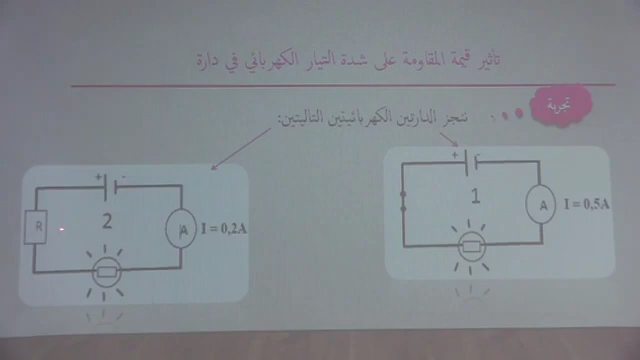 تأثير قيمة المقاومة على شدة التيار الكهربائي في دارة
تجربة
ننجز الدارتين الكهربائيتين التاليتين:
+ -
1
A
I = 0,5A
+ -
R
2
A
I = 0,2A